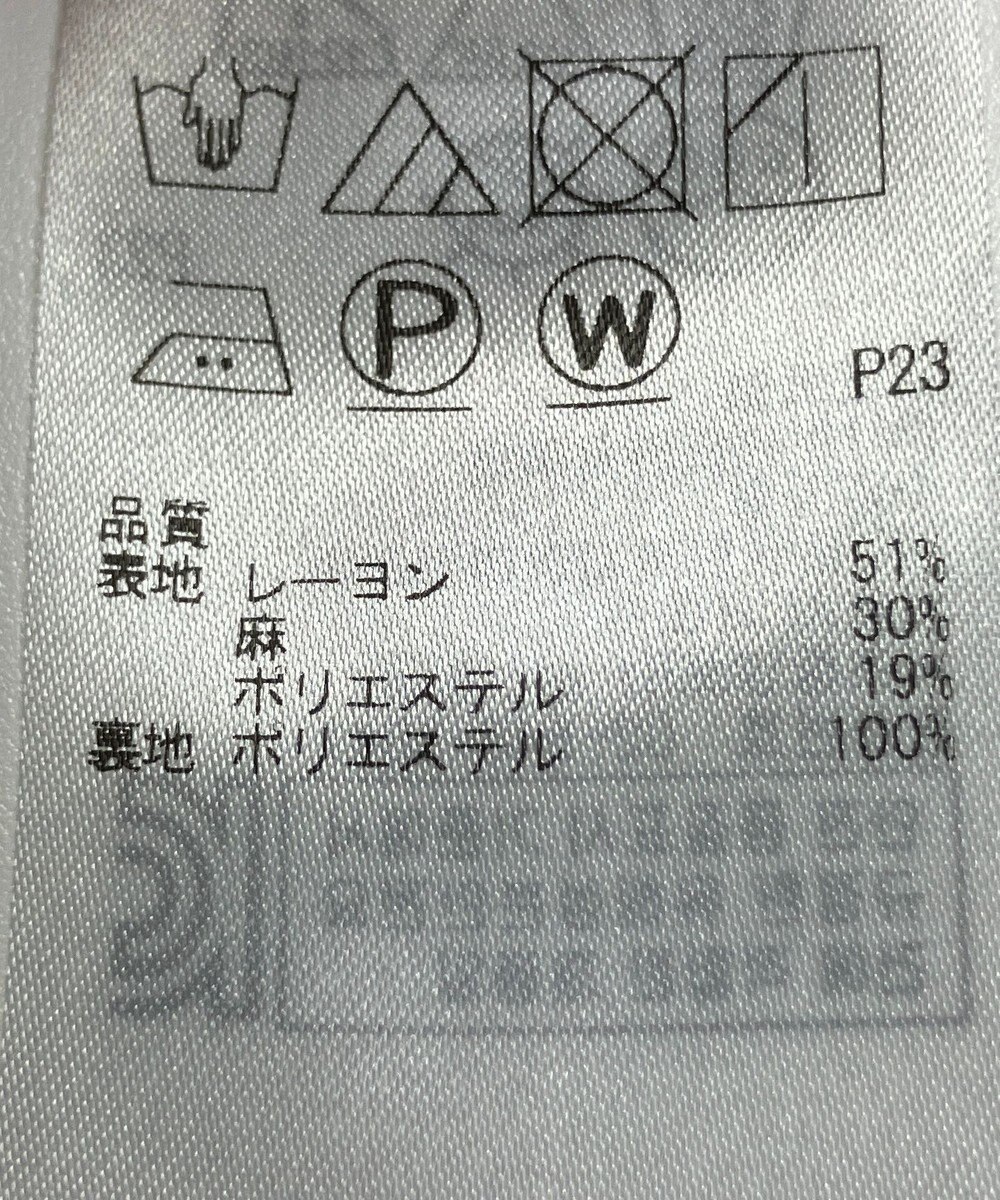 P W
P23
品質
表地 レーヨン 51%
麻 30%
ポリエステル 19%
裏地 ポリエステル 100%